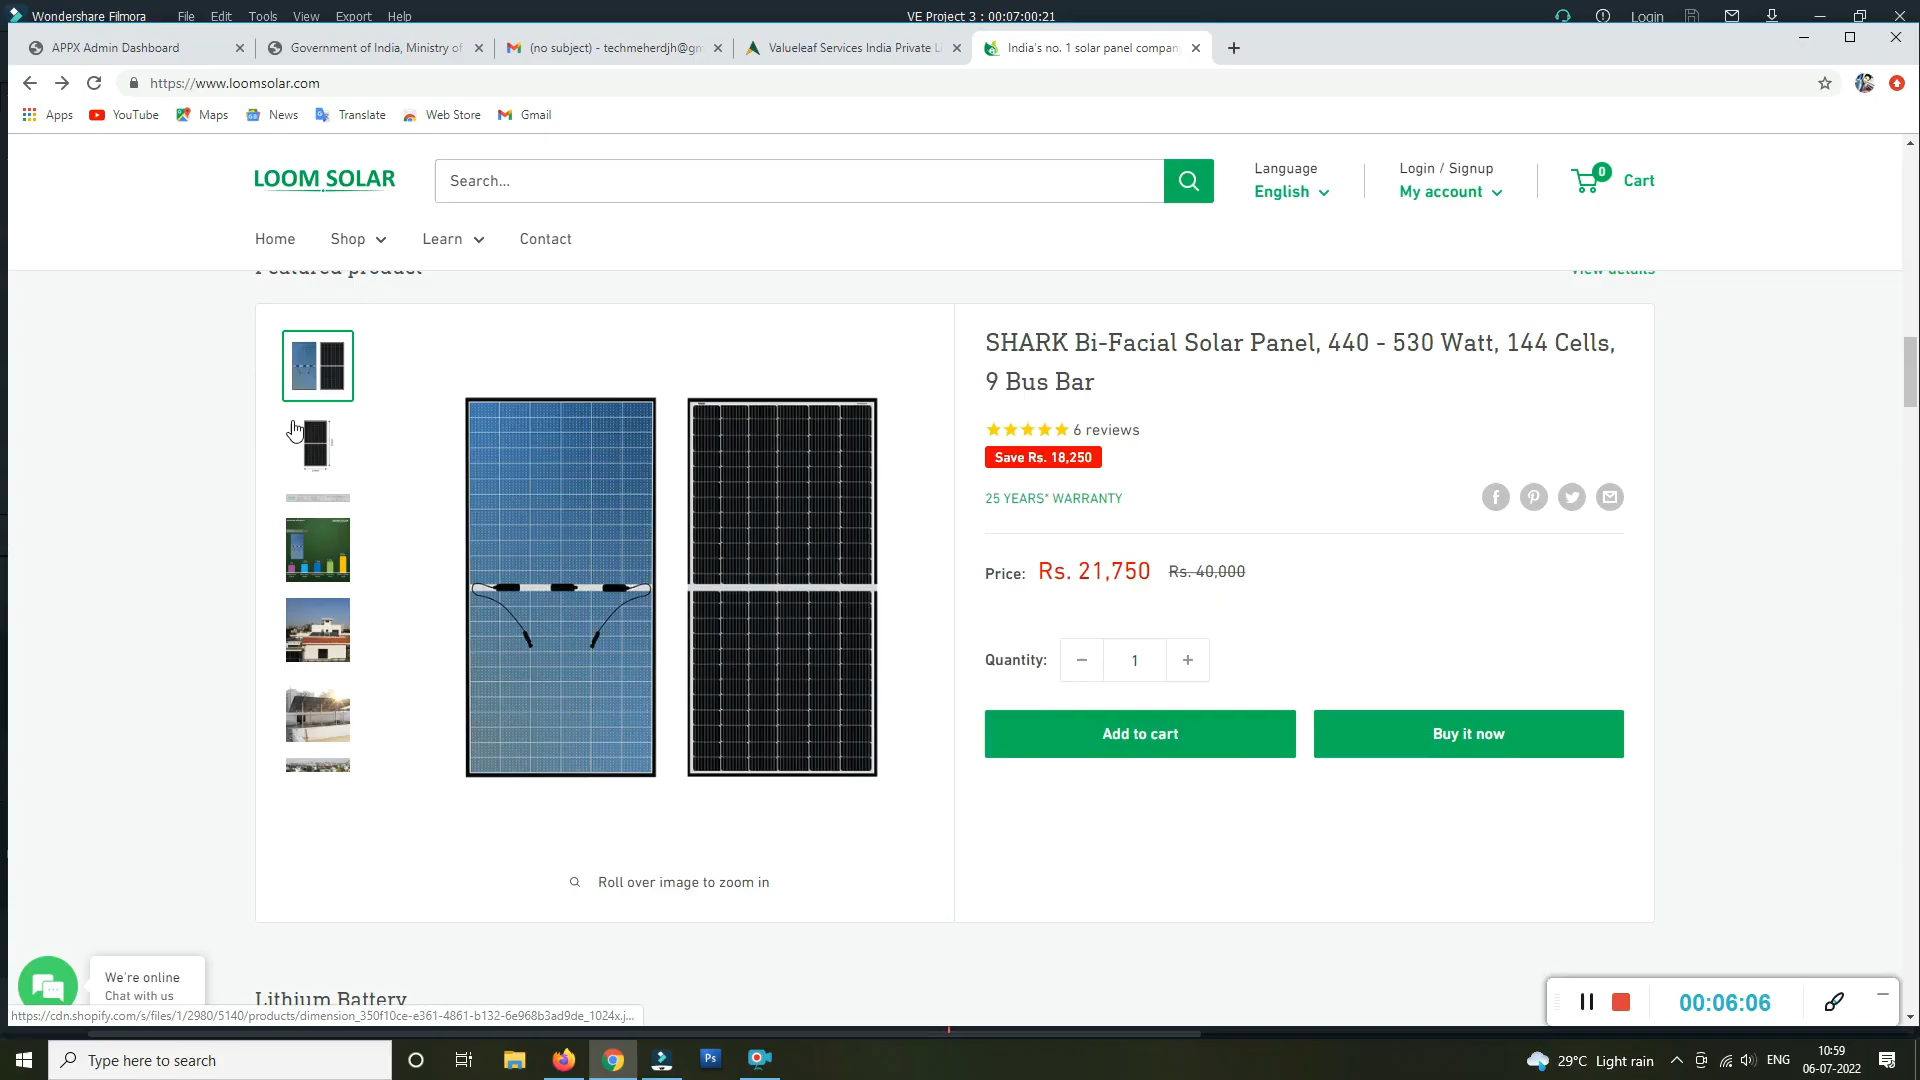 Wondershare Filmora File Edit Tools View Export Help VE Project 3 : 00:07:00:21 Login
APPX Admin Dashboard Government of India, Ministry of (no subject) - techmeherdjh@gm Valueleaf Services India Private Li India's no. 1 solar panel company
https://www.loomsolar.com
Apps YouTube Maps News Translate Web Store Gmail
LOOM SOLAR
Search...
Language
English
Login / Signup
My account
0
Cart
Home Shop Learn Contact
Featured product View details
SHARK Bi-Facial Solar Panel, 440 - 530 Watt, 144 Cells,
9 Bus Bar
6 reviews
Save Rs. 18,250
25 YEARS* WARRANTY
Price: Rs. 21,750 Rs. 40,000
Quantity: − 1 +
Add to cart Buy it now
Roll over image to zoom in
We're online
Chat with us
Lithium Battery
https://cdn.shopify.com/s/files/1/2980/5140/products/dimension_350f10ce-e361-4861-b132-6e968b3ad9de_1024x.j...
00:06:06
Type here to search
Ps
29°C Light rain
ENG
10:59
06-07-2022